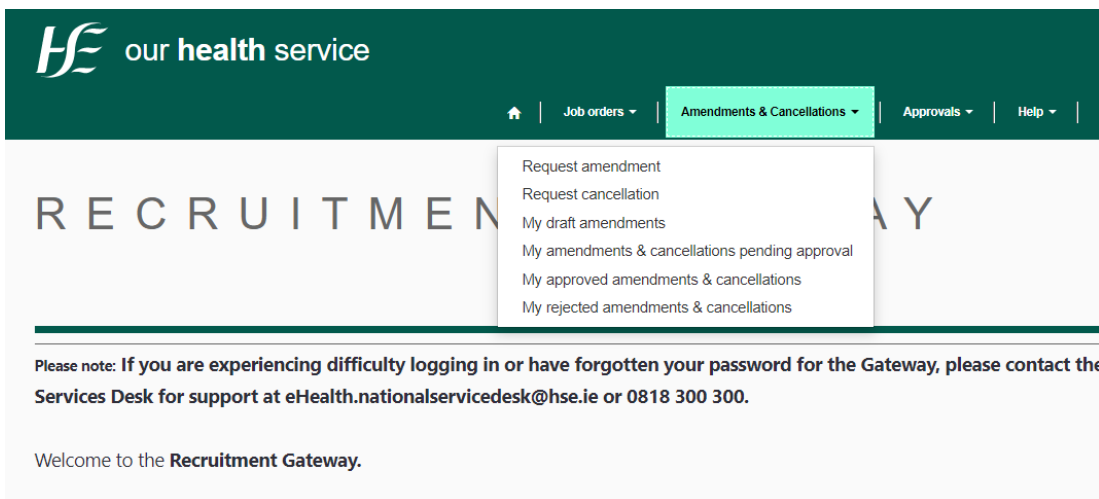 HSE our health service
Job orders Amendments & Cancellations Approvals Help
Request amendment
Request cancellation
My draft amendments
My amendments & cancellations pending approval
My approved amendments & cancellations
My rejected amendments & cancellations
Please note: If you are experiencing difficulty logging in or have forgotten your password for the Gateway, please contact the
Services Desk for support at eHealth.nationalservicedesk@hse.ie or 0818 300 300.
Welcome to the Recruitment Gateway.